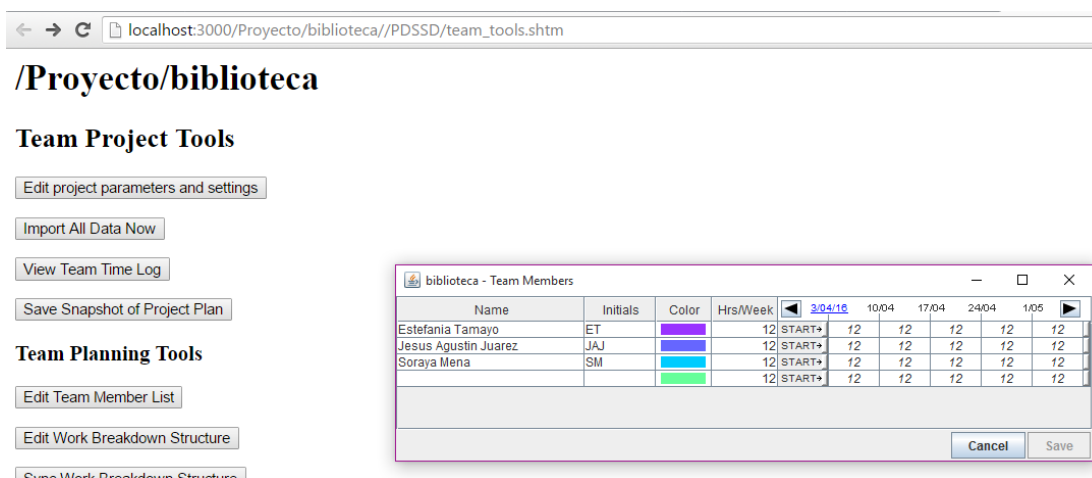 localhost:3000/Proyecto/biblioteca//PDSSD/team_tools.shtm
/Proyecto/biblioteca
Team Project Tools
Edit project parameters and settings
Import All Data Now
View Team Time Log
Save Snapshot of Project Plan
Team Planning Tools
Edit Team Member List
Edit Work Breakdown Structure
Sync Work Breakdown Structure
biblioteca - Team Members
Name Initials Color Hrs/Week 3/04/16 10/04 17/04 24/04 1/05
Estefania Tamayo ET 12 START 12 12 12 12 12
Jesus Agustin Juarez JAJ 12 START 12 12 12 12 12
Soraya Mena SM 12 START 12 12 12 12 12
12 START 12 12 12 12 12
Cancel Save